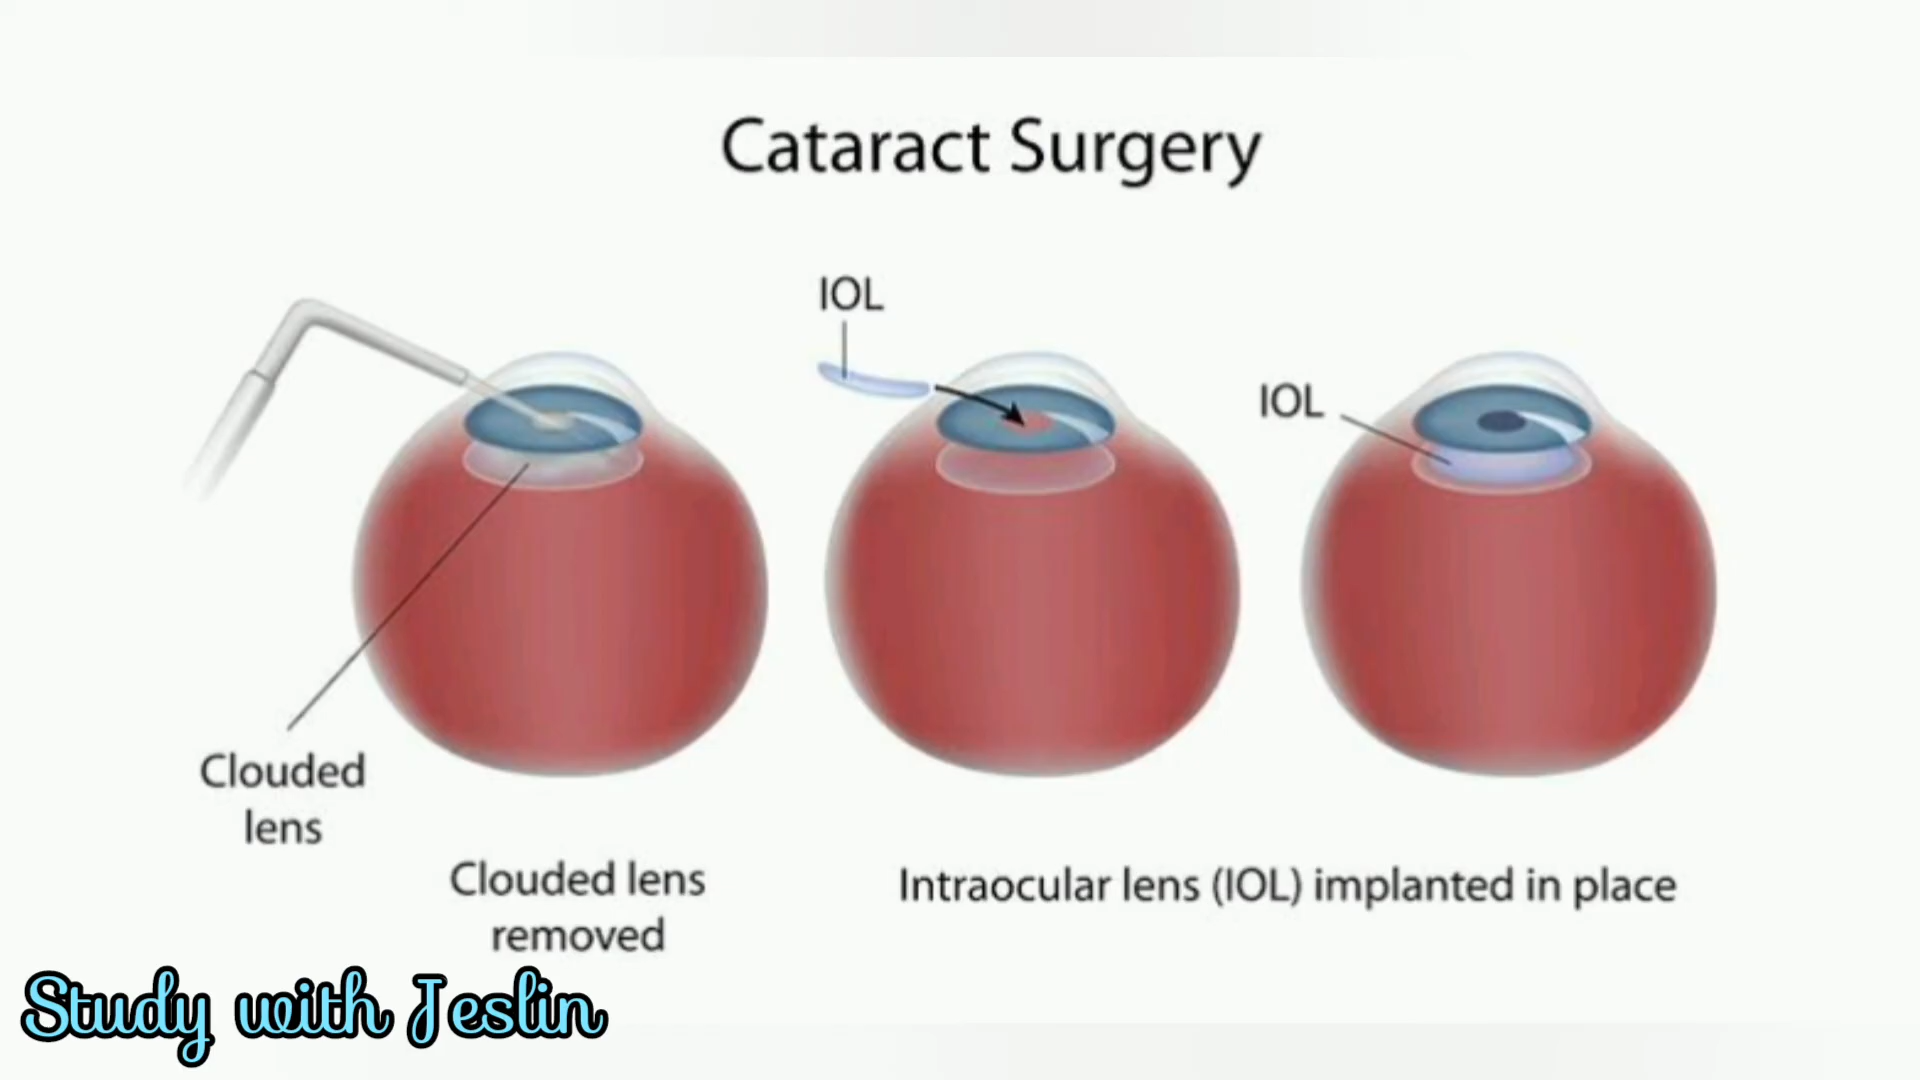 Cataract Surgery
IOL
IOL
Clouded
lens
Clouded lens
removed
Intraocular lens (IOL) implanted in place
Study with Jeslin